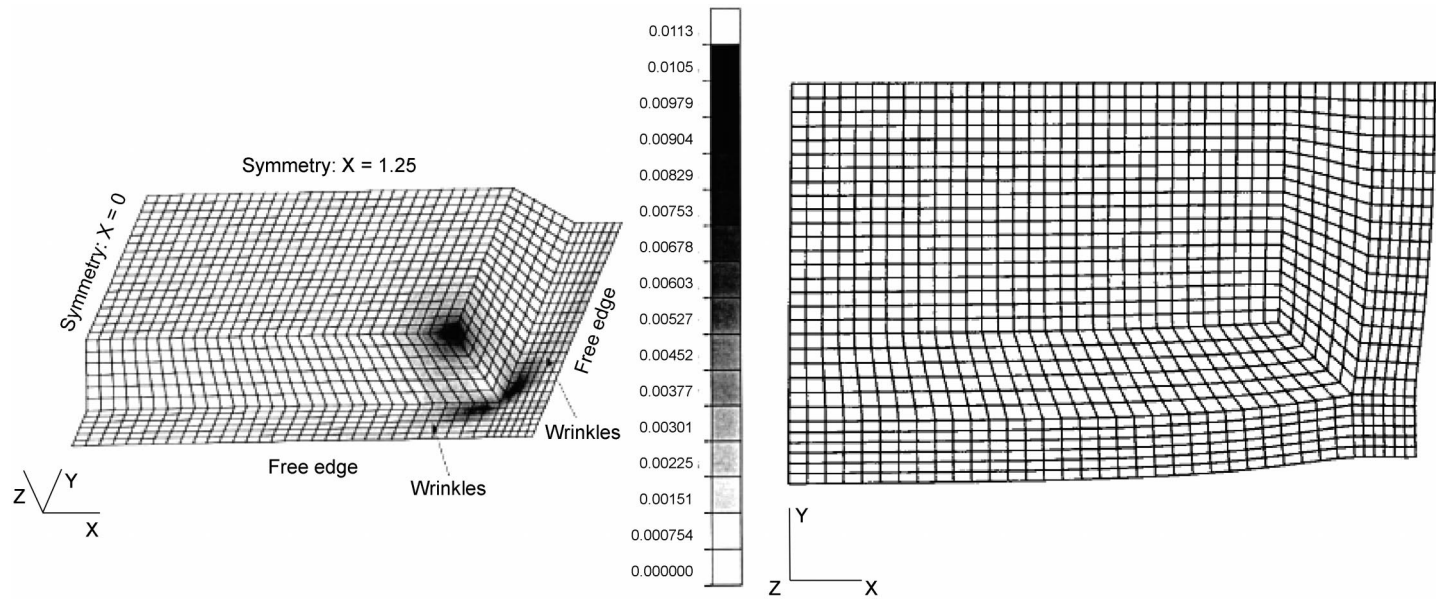 Symmetry: X = 1.25
Symmetry: X = 0
Free edge
Wrinkles
Free edge
Wrinkles
Z
Y
X
0.0113
0.0105
0.00979
0.00904
0.00829
0.00753
0.00678
0.00603
0.00527
0.00452
0.00377
0.00301
0.00225
0.00151
0.000754
0.000000
Y
Z
X